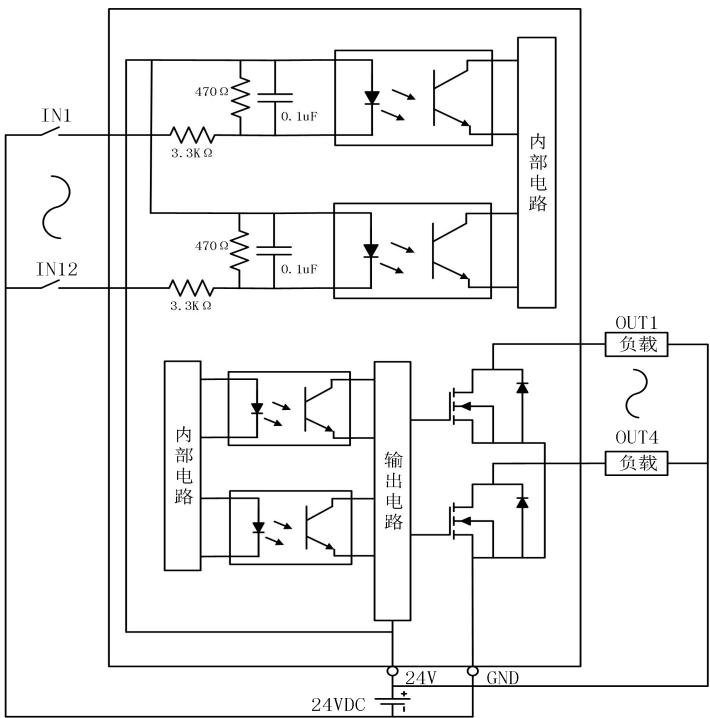 IN1
470Ω
0.1uF
3.3KΩ
内部电路
IN12
470Ω
0.1uF
3.3KΩ
OUT1
负载
OUT4
负载
内部电路
输出电路
24V
GND
24VDC
+
-